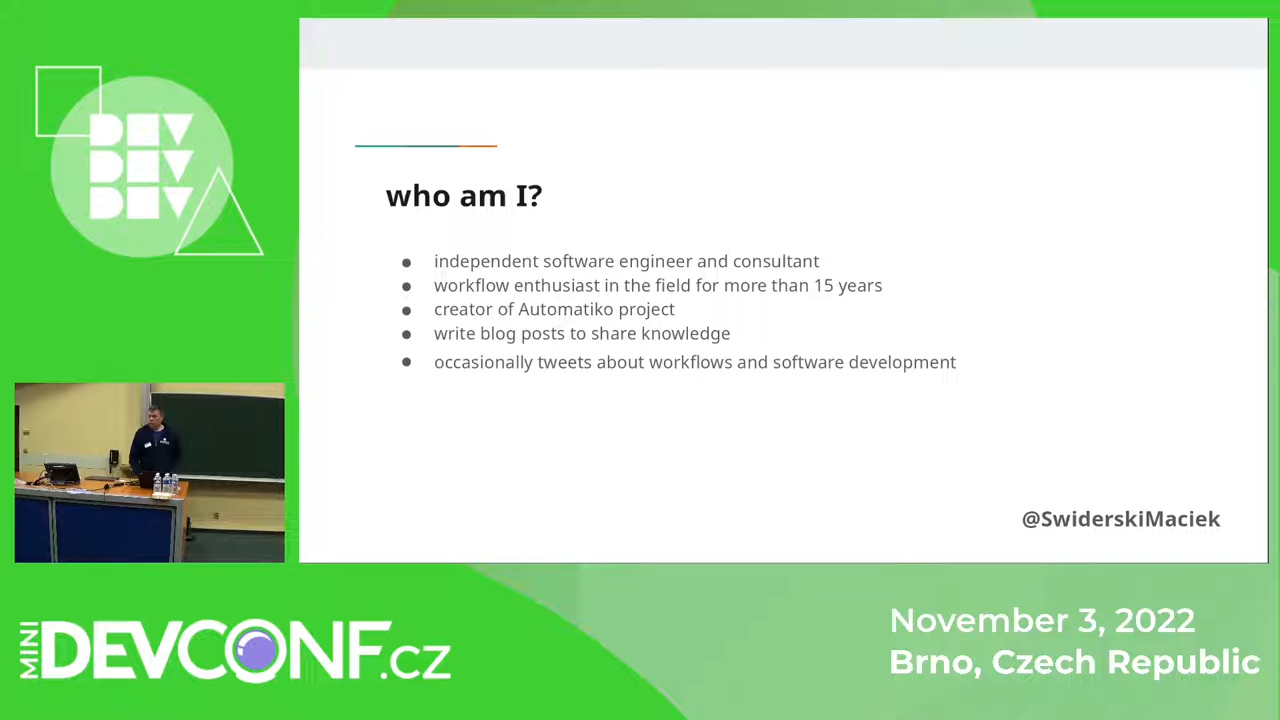 DEV
DEV
DEV
who am I?
independent software engineer and consultant
workflow enthusiast in the field for more than 15 years
creator of Automatiko project
write blog posts to share knowledge
occasionally tweets about workflows and software development
@SwiderskiMaciek
MINI
DEVCONF.cz
November 3, 2022
Brno, Czech Republic